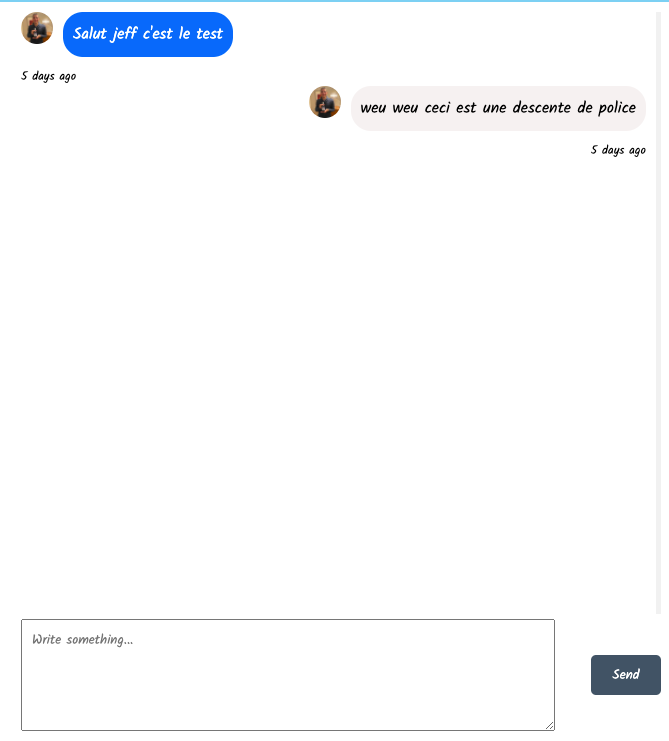 Salut jeff c'est le test
5 days ago
weu weu ceci est une descente de police
5 days ago
Write something...
Send